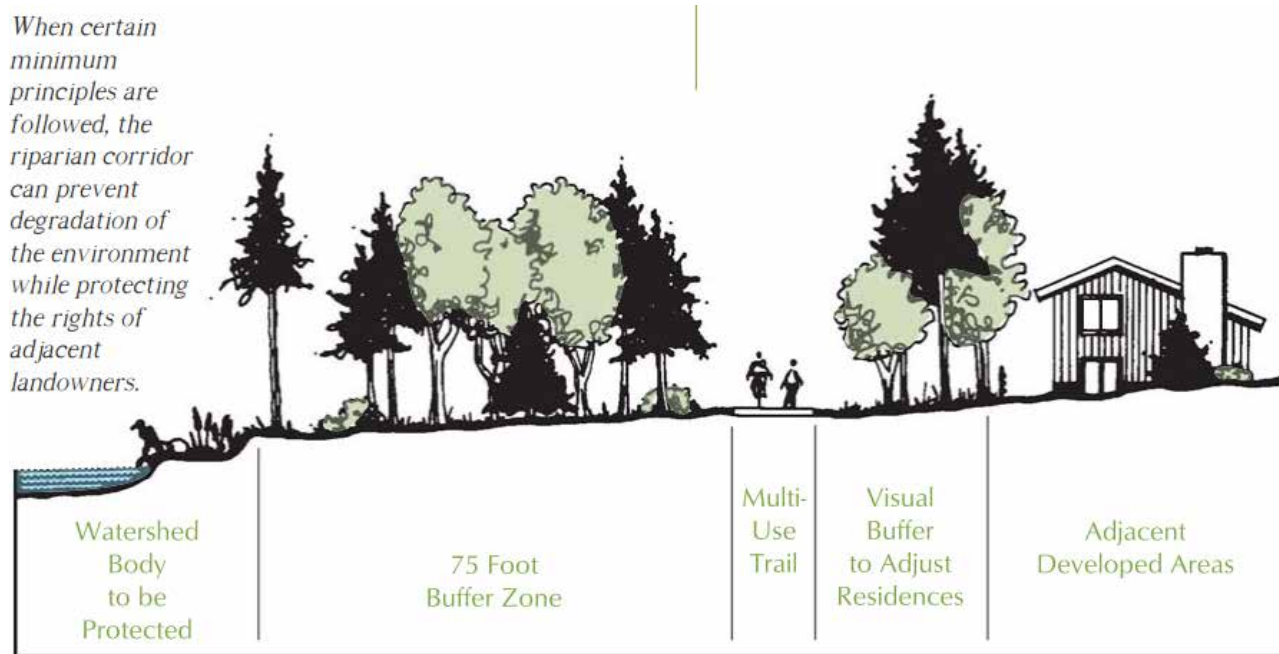 When certain
minimum
principles are
followed, the
riparian corridor
can prevent
degradation of
the environment
while protecting
the rights of
adjacent
landowners.
Watershed
Body
to be
Protected
75 Foot
Buffer Zone
Multi-
Use
Trail
Visual
Buffer
to Adjust
Residences
Adjacent
Developed Areas